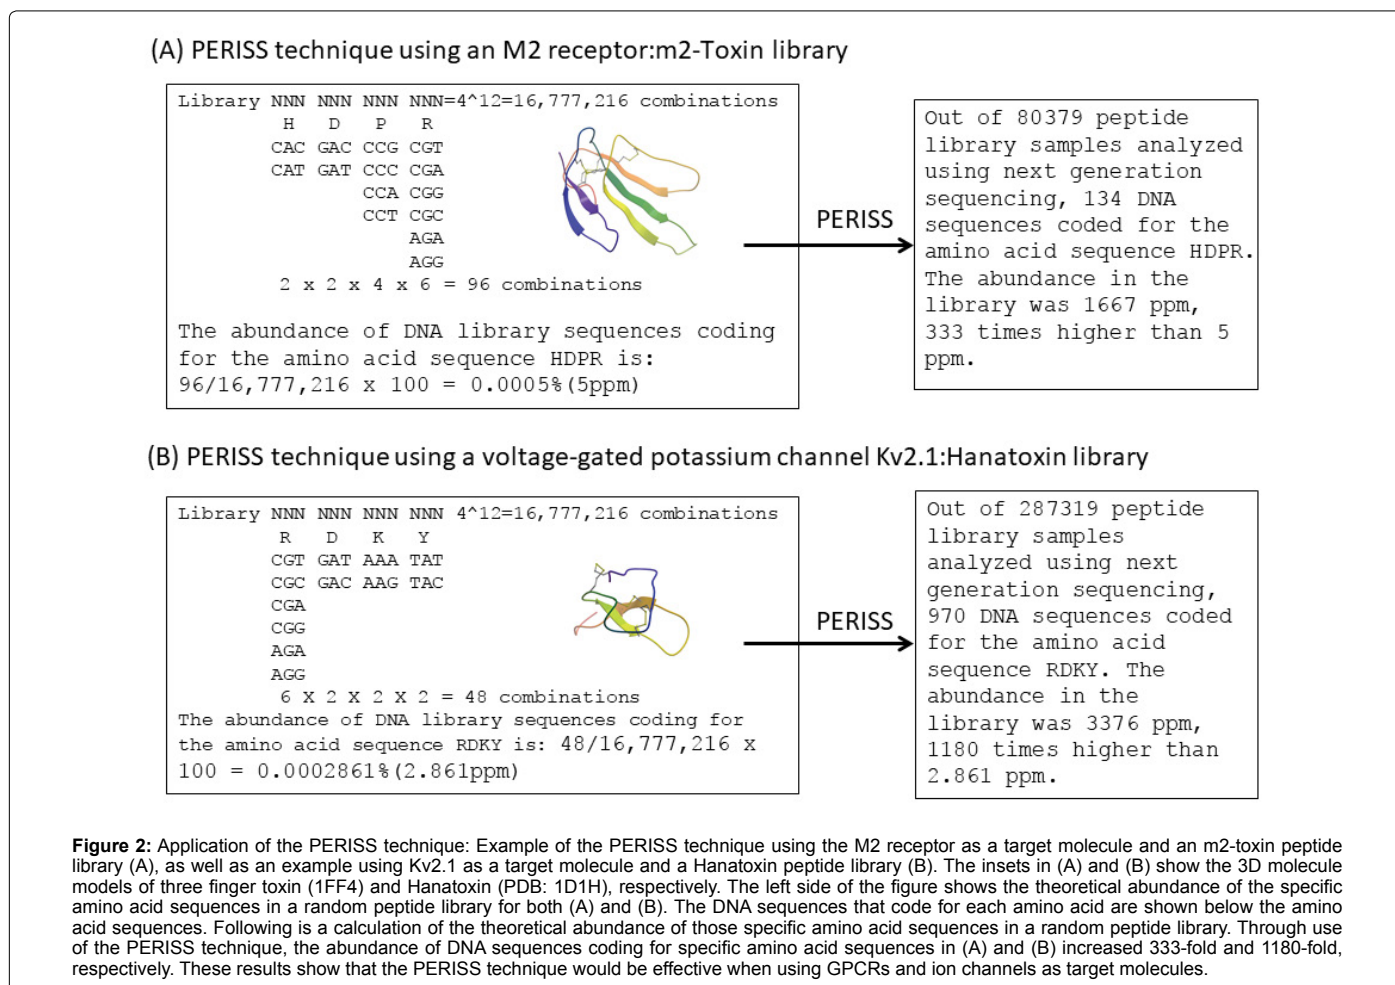 (A) PERISS technique using an M2 receptor:m2-Toxin library
Library NNN NNN NNN NNN=4^12=16,777,216 combinations
H D P R
CAC GAC CCG CGT
CAT GAT CCC CGA
CCA CGG
CCT CGC
AGA
AGG
2 x 2 x 4 x 6 = 96 combinations
The abundance of DNA library sequences coding
for the amino acid sequence HDPR is:
96/16,777,216 x 100 = 0.0005%(5ppm)
PERISS
Out of 80379 peptide
library samples analyzed
using next generation
sequencing, 134 DNA
sequences coded for the
amino acid sequence HDPR.
The abundance in the
library was 1667 ppm,
333 times higher than 5
ppm.
(B) PERISS technique using a voltage-gated potassium channel Kv2.1:Hanatoxin library
Library NNN NNN NNN NNN 4^12=16,777,216 combinations
R D K Y
CGT GAT AAA TAT
CGC GAC AAG TAC
CGA
CGG
AGA
AGG
6 X 2 X 2 X 2 = 48 combinations
The abundance of DNA library sequences coding for
the amino acid sequence RDKY is: 48/16,777,216 x
100 = 0.0002861%(2.861ppm)
PERISS
Out of 287319 peptide
library samples
analyzed using next
generation sequencing,
970 DNA sequences coded
for the amino acid
sequence RDKY. The
abundance in the
library was 3376 ppm,
1180 times higher than
2.861 ppm.
Figure 2: Application of the PERISS technique: Example of the PERISS technique using the M2 receptor as a target molecule and an m2-toxin peptide
library (A), as well as an example using Kv2.1 as a target molecule and a Hanatoxin peptide library (B). The insets in (A) and (B) show the 3D molecule
models of three finger toxin (1FF4) and Hanatoxin (PDB: 1D1H), respectively. The left side of the figure shows the theoretical abundance of the specific
amino acid sequences in a random peptide library for both (A) and (B). The DNA sequences that code for each amino acid are shown below the amino
acid sequences. Following is a calculation of the theoretical abundance of those specific amino acid sequences in a random peptide library. Through use
of the PERISS technique, the abundance of DNA sequences coding for specific amino acid sequences in (A) and (B) increased 333-fold and 1180-fold,
respectively. These results show that the PERISS technique would be effective when using GPCRs and ion channels as target molecules.